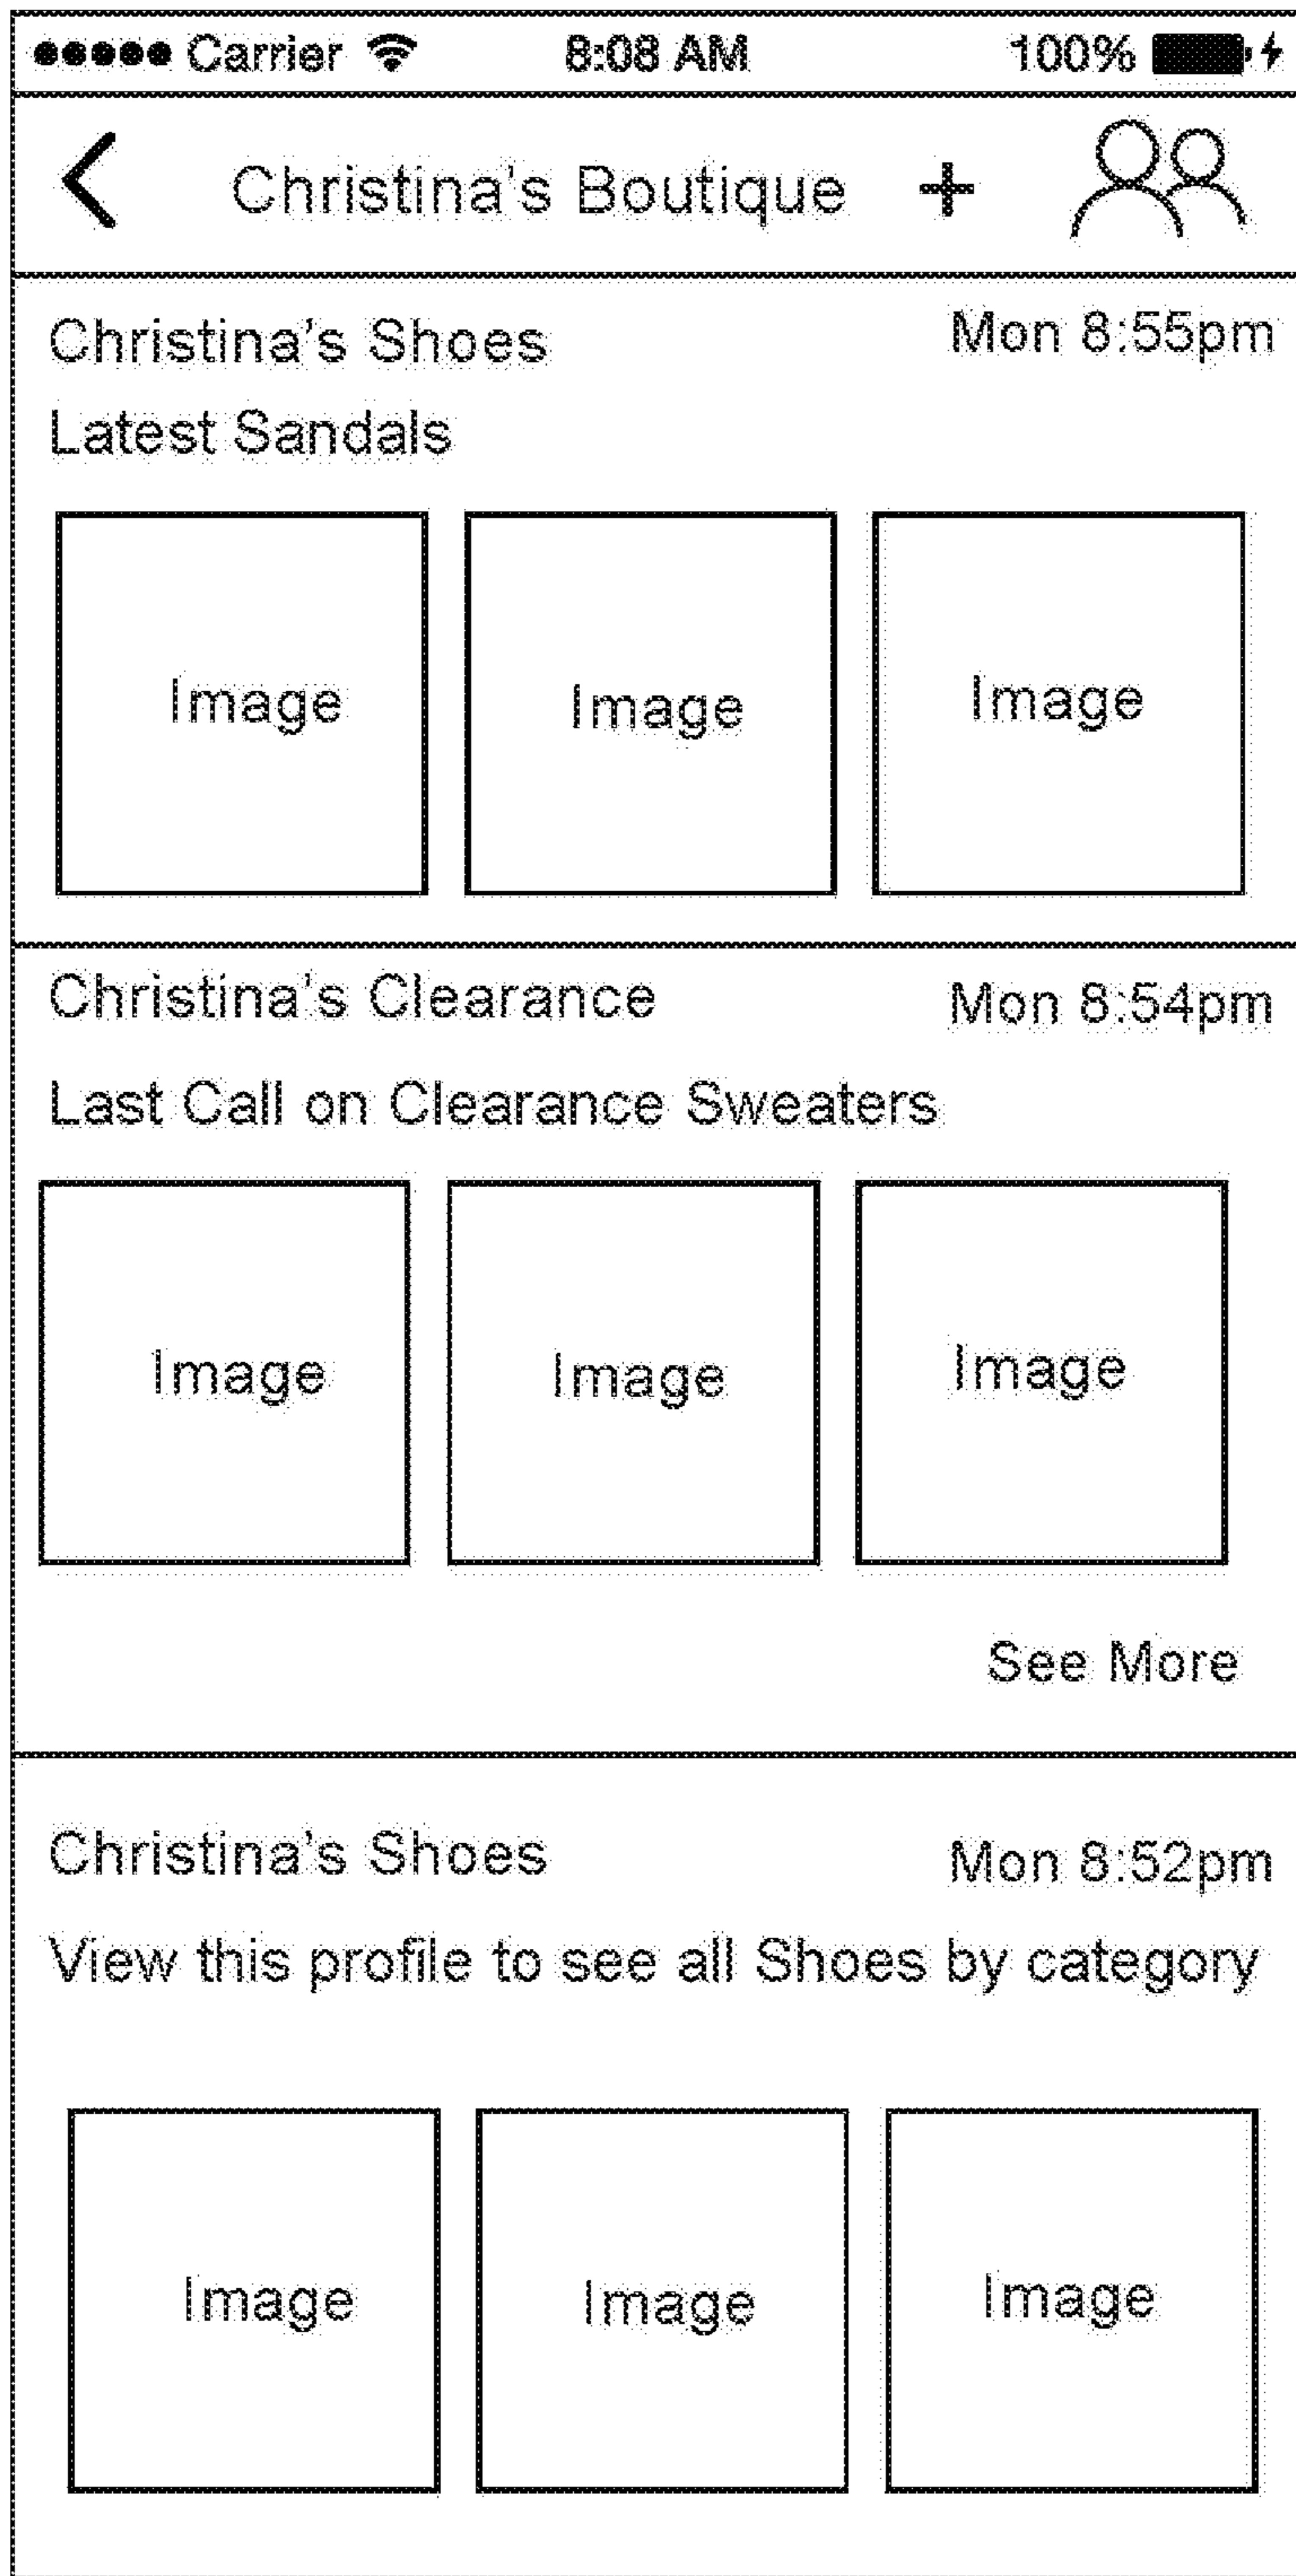 Carrier 8:08 AM 100%
Christina's Boutique +
Christina's Shoes Mon 8:55pm
Latest Sandals
Image Image Image
Christina's Clearance Mon 8:54pm
Last Call on Clearance Sweaters
Image Image Image
See More
Christina's Shoes Mon 8:52pm
View this profile to see all Shoes by category
Image Image Image